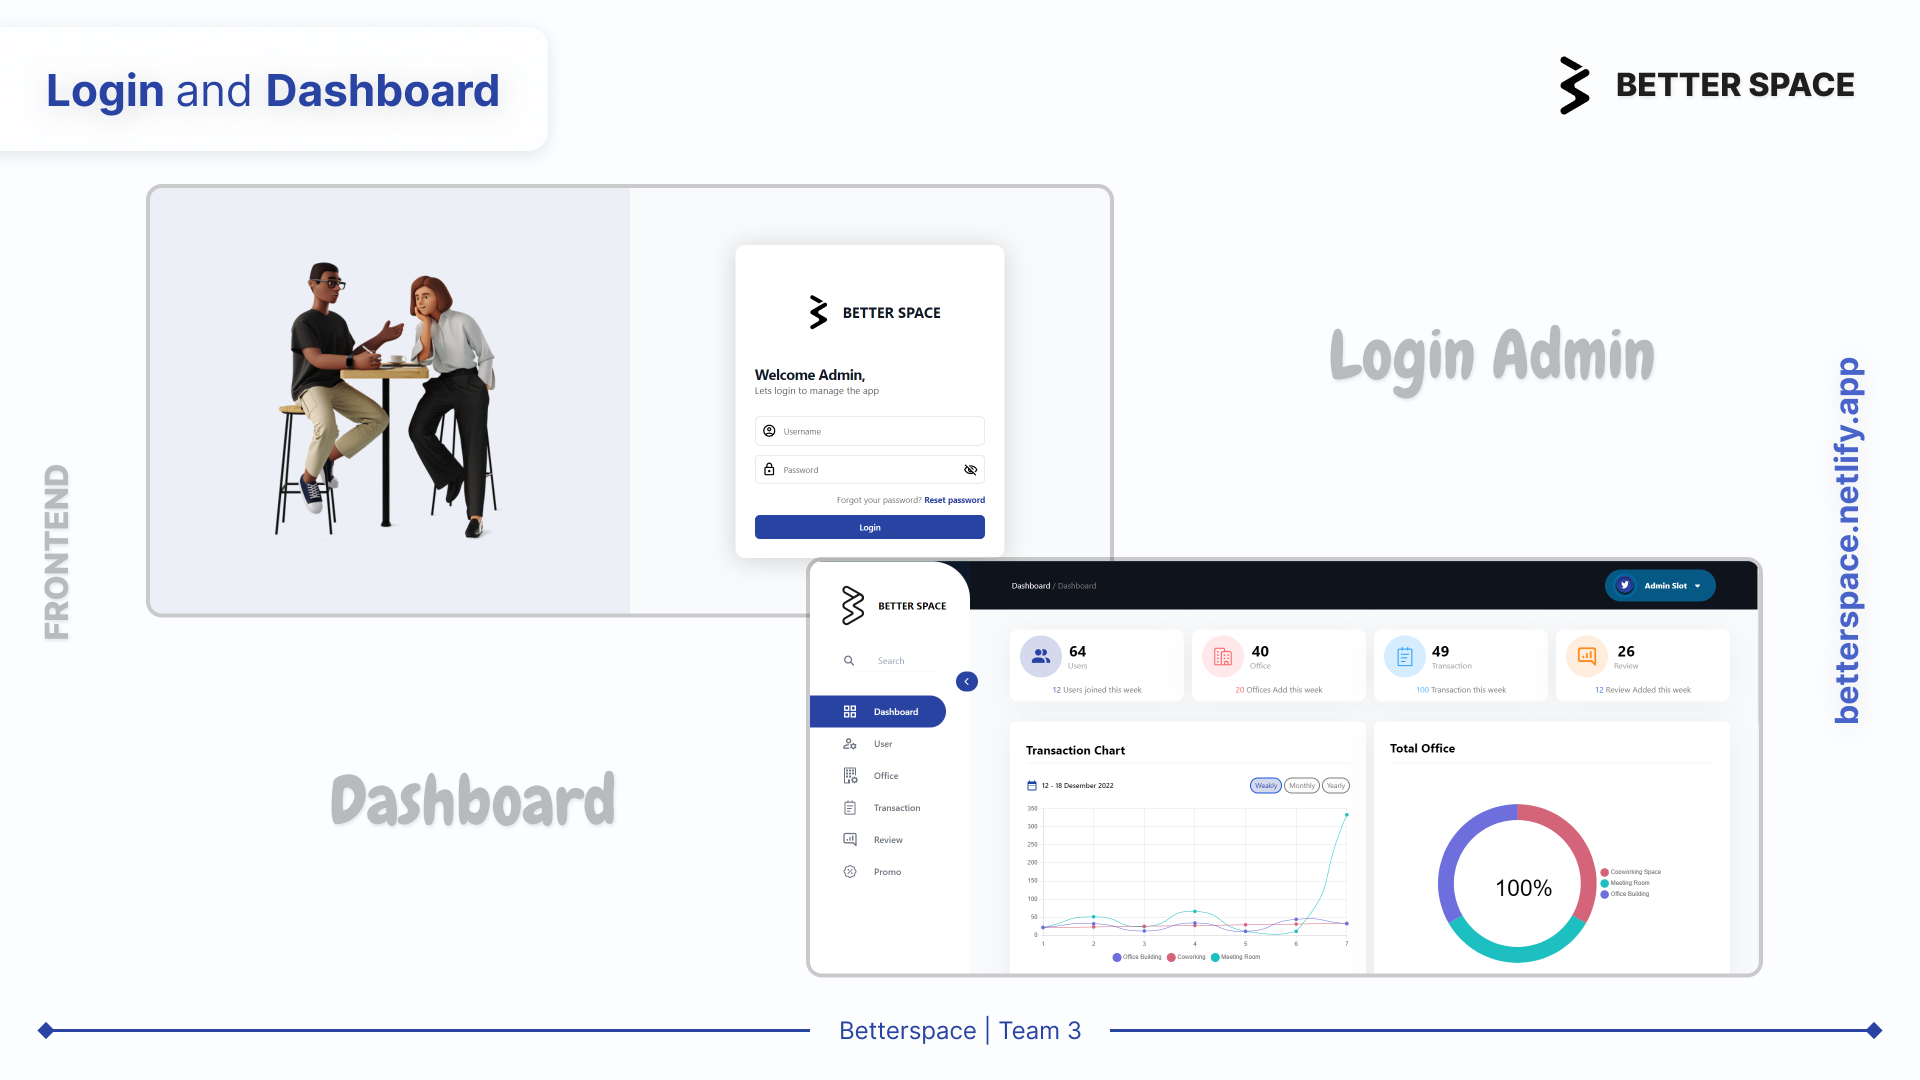 Login and Dashboard
BETTER SPACE
FRONTEND
BETTER SPACE
Welcome Admin,
Lets login to manage the app
Username
Password
Forgot your password? Reset password
Login
Login Admin
betterspace.netlify.app
Dashboard
BETTER SPACE
Search
Dashboard
User
Office
Transaction
Review
Promo
Dashboard / Dashboard
Admin Slot
64
Users
12 Users joined this week
40
Office
20 Offices Add this week
49
Transaction
100 Transaction this week
26
Review
12 Review Added this week
Transaction Chart
12 - 18 Desember 2022
Weakly Monthly Yearly
350
300
250
200
150
100
50
0
1 2 3 4 5 6 7
Office Building Coworking Meeting Room
Total Office
100%
Cooworking Space
Meeting Room
Office Building
Betterspace | Team 3